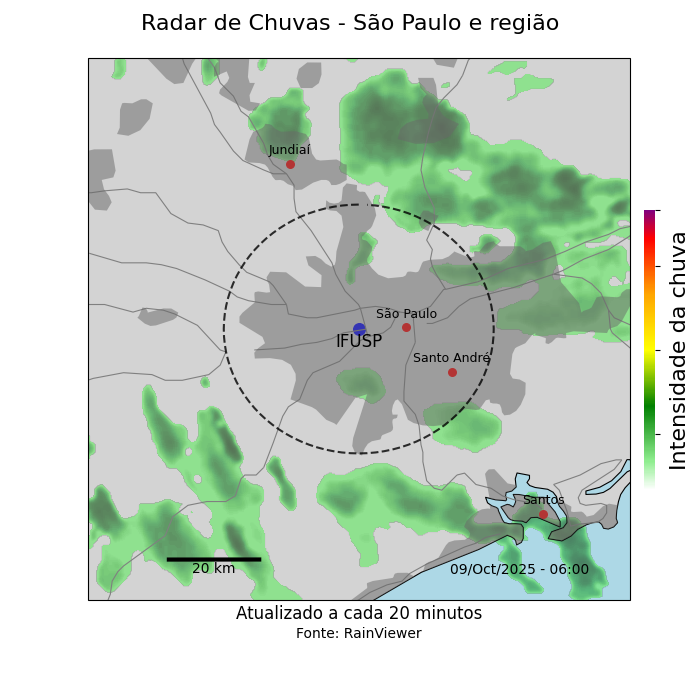 Radar de Chuvas - São Paulo e região
Jundiaí
São Paulo
IFUSP
Santo André
Santos
20 km
09/Oct/2025 - 06:00
Intensidade da chuva
Atualizado a cada 20 minutos
Fonte: RainViewer